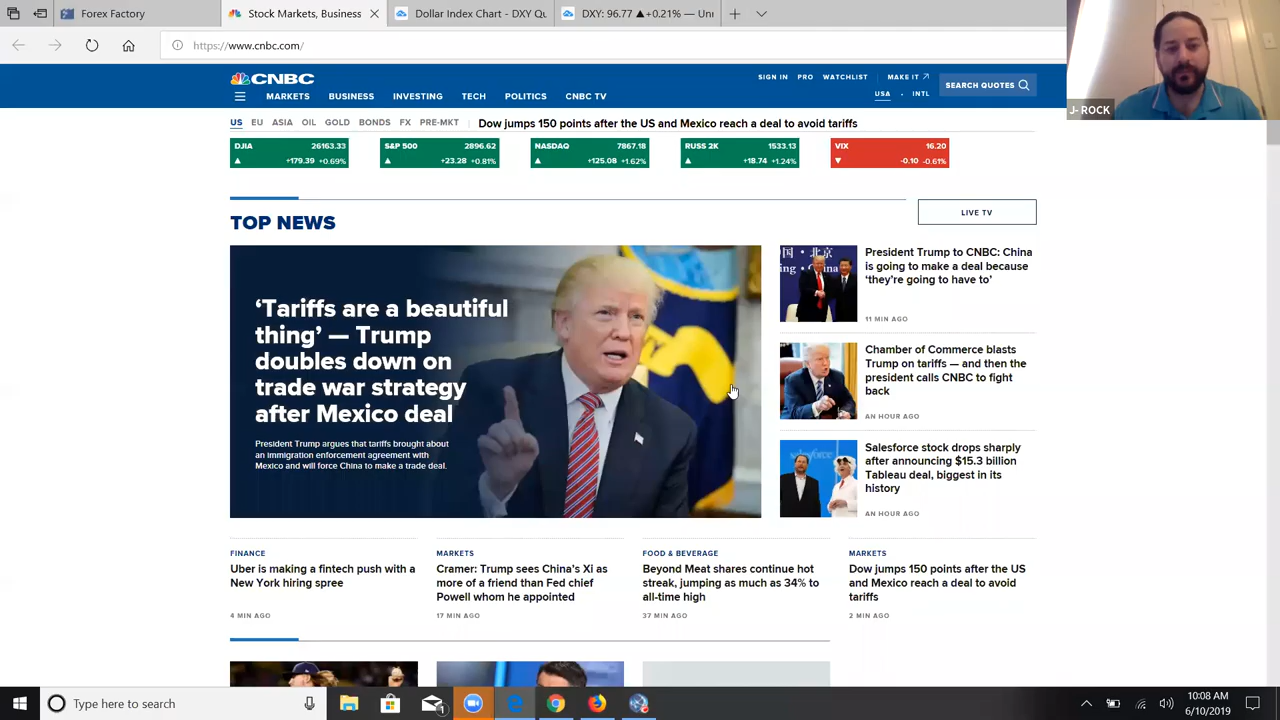 Forex Factory
Stock Markets, Business
Dollar Index Dollar - DXY Qu
DXY: 96.77 ▲+0.21% — Uni
https://www.cnbc.com/
J- ROCK
CNBC
SIGN IN PRO WATCHLIST MAKE IT
USA · INTL
SEARCH QUOTES
MARKETS BUSINESS INVESTING TECH POLITICS CNBC TV
US EU ASIA OIL GOLD BONDS FX PRE-MKT
Dow jumps 150 points after the US and Mexico reach a deal to avoid tariffs
DJIA 26163.33
▲ +179.39 +0.69%
S&P 500 2896.62
▲ +23.28 +0.81%
NASDAQ 7867.18
▲ +125.08 +1.62%
RUSS 2K 1533.13
▲ +18.74 +1.24%
VIX 16.20
▼ -0.10 -0.61%
TOP NEWS
LIVE TV
‘Tariffs are a beautiful
thing’ — Trump
doubles down on
trade war strategy
after Mexico deal
President Trump argues that tariffs brought about
an immigration enforcement agreement with
Mexico and will force China to make a trade deal.
国·北京
ing · China
President Trump to CNBC: China
is going to make a deal because
‘they’re going to have to’
11 MIN AGO
Chamber of Commerce blasts
Trump on tariffs — and then the
president calls CNBC to fight
back
AN HOUR AGO
Salesforce stock drops sharply
after announcing $15.3 billion
Tableau deal, biggest in its
history
AN HOUR AGO
FINANCE
Uber is making a fintech push with a
New York hiring spree
4 MIN AGO
MARKETS
Cramer: Trump sees China’s Xi as
more of a friend than Fed chief
Powell whom he appointed
17 MIN AGO
FOOD & BEVERAGE
Beyond Meat shares continue hot
streak, jumping as much as 34% to
all-time high
37 MIN AGO
MARKETS
Dow jumps 150 points after the US
and Mexico reach a deal to avoid
tariffs
2 MIN AGO
Type here to search
1
10:08 AM
6/10/2019